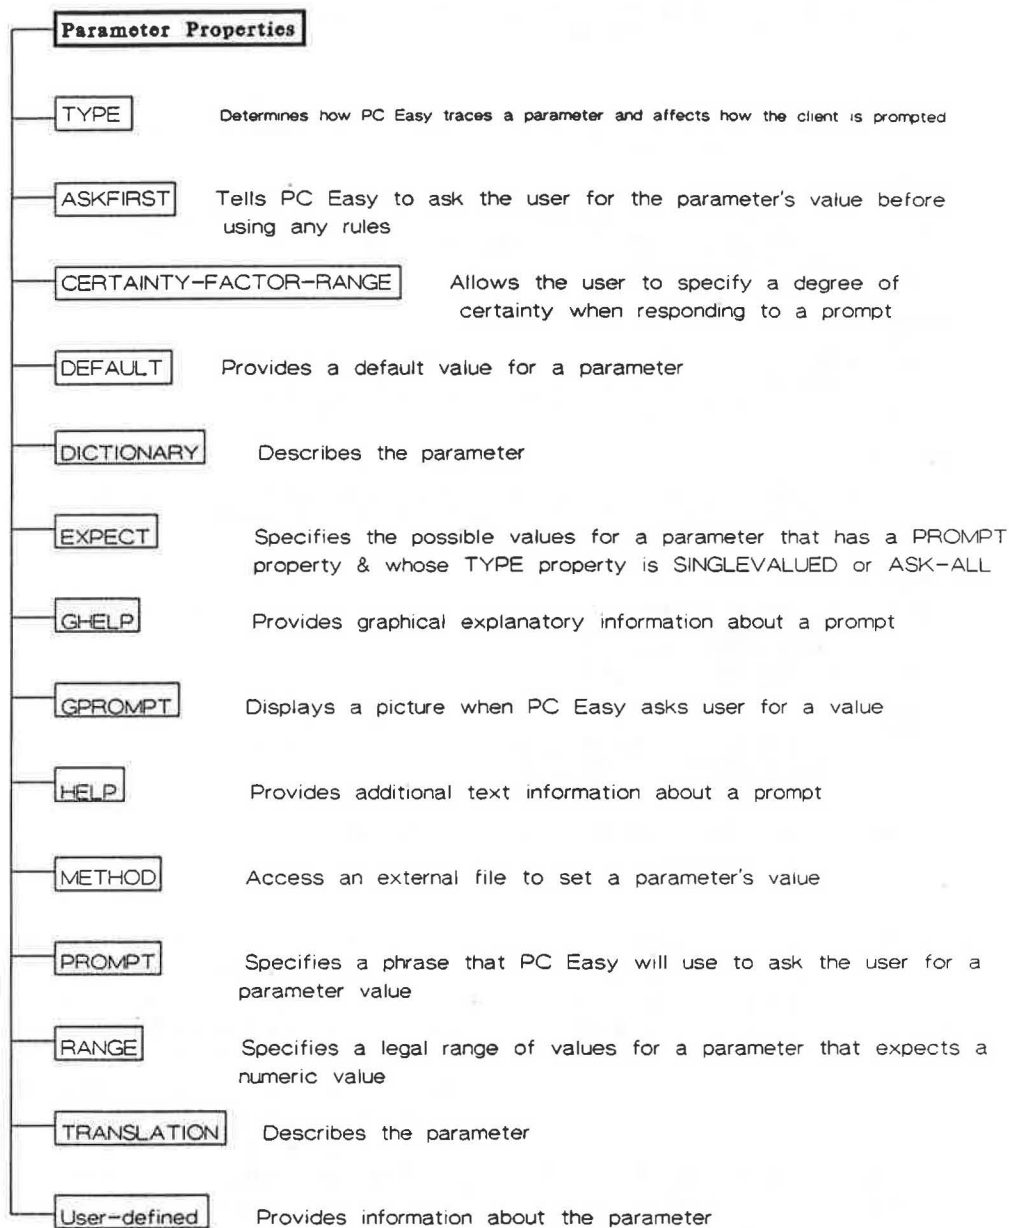 Parameter Properties
TYPE Determines how PC Easy traces a parameter and affects how the client is prompted
ASKFIRST Tells PC Easy to ask the user for the parameter's value before
using any rules
CERTAINTY-FACTOR-RANGE Allows the user to specify a degree of
certainty when responding to a prompt
DEFAULT Provides a default value for a parameter
DICTIONARY Describes the parameter
EXPECT Specifies the possible values for a parameter that has a PROMPT
property & whose TYPE property is SINGLEVALUED or ASK-ALL
GHELP Provides graphical explanatory information about a prompt
GPROMPT Displays a picture when PC Easy asks user for a value
HELP Provides additional text information about a prompt
METHOD Access an external file to set a parameter's value
PROMPT Specifies a phrase that PC Easy will use to ask the user for a
parameter value
RANGE Specifies a legal range of values for a parameter that expects a
numeric value
TRANSLATION Describes the parameter
User-defined Provides information about the parameter